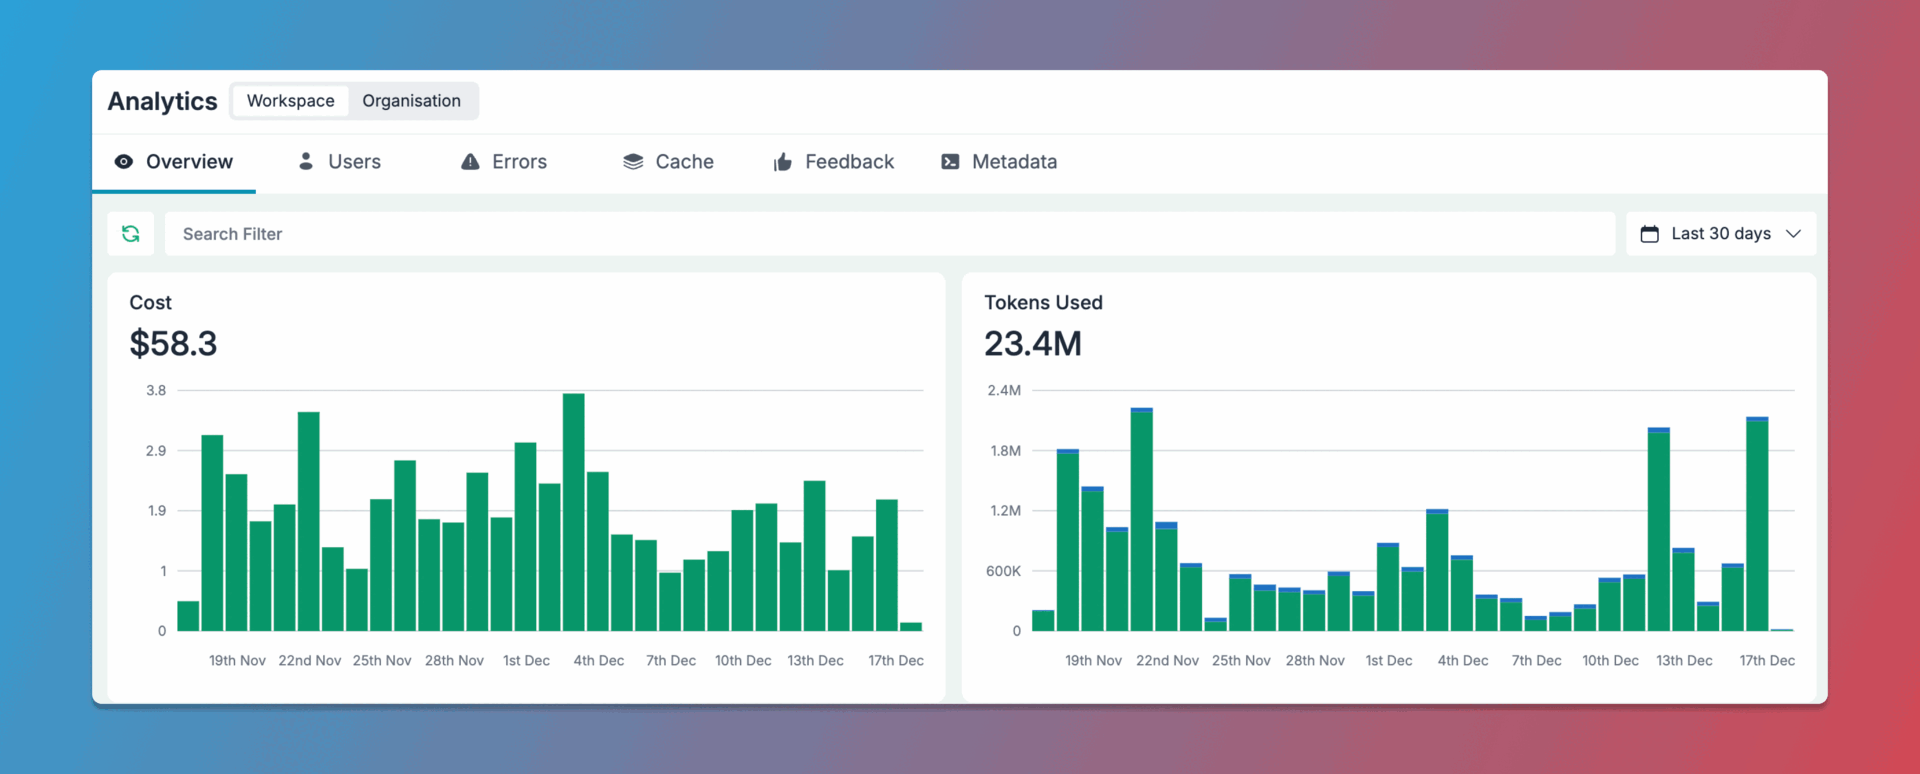 Analytics Workspace Organisation
Overview Users Errors Cache Feedback Metadata
Search Filter Last 30 days
Cost
$58.3
3.8
2.9
1.9
1
0
19th Nov 22nd Nov 25th Nov 28th Nov 1st Dec 4th Dec 7th Dec 10th Dec 13th Dec 17th Dec
Tokens Used
23.4M
2.4M
1.8M
1.2M
600K
0
19th Nov 22nd Nov 25th Nov 28th Nov 1st Dec 4th Dec 7th Dec 10th Dec 13th Dec 17th Dec